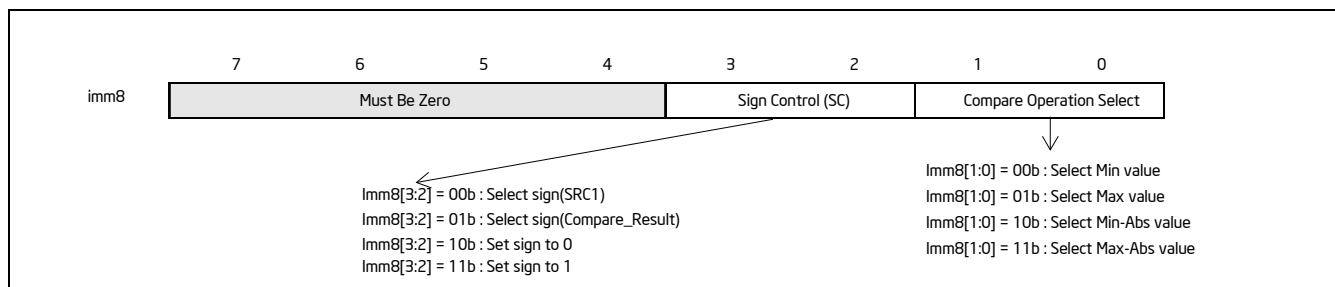 7 6 5 4 3 2 1 0
imm8 Must Be Zero Sign Control (SC) Compare Operation Select
Imm8[3:2] = 00b : Select sign(SRC1)
Imm8[3:2] = 01b : Select sign(Compare_Result)
Imm8[3:2] = 10b : Set sign to 0
Imm8[3:2] = 11b : Set sign to 1
Imm8[1:0] = 00b : Select Min value
Imm8[1:0] = 01b : Select Max value
Imm8[1:0] = 10b : Select Min-Abs value
Imm8[1:0] = 11b : Select Max-Abs value